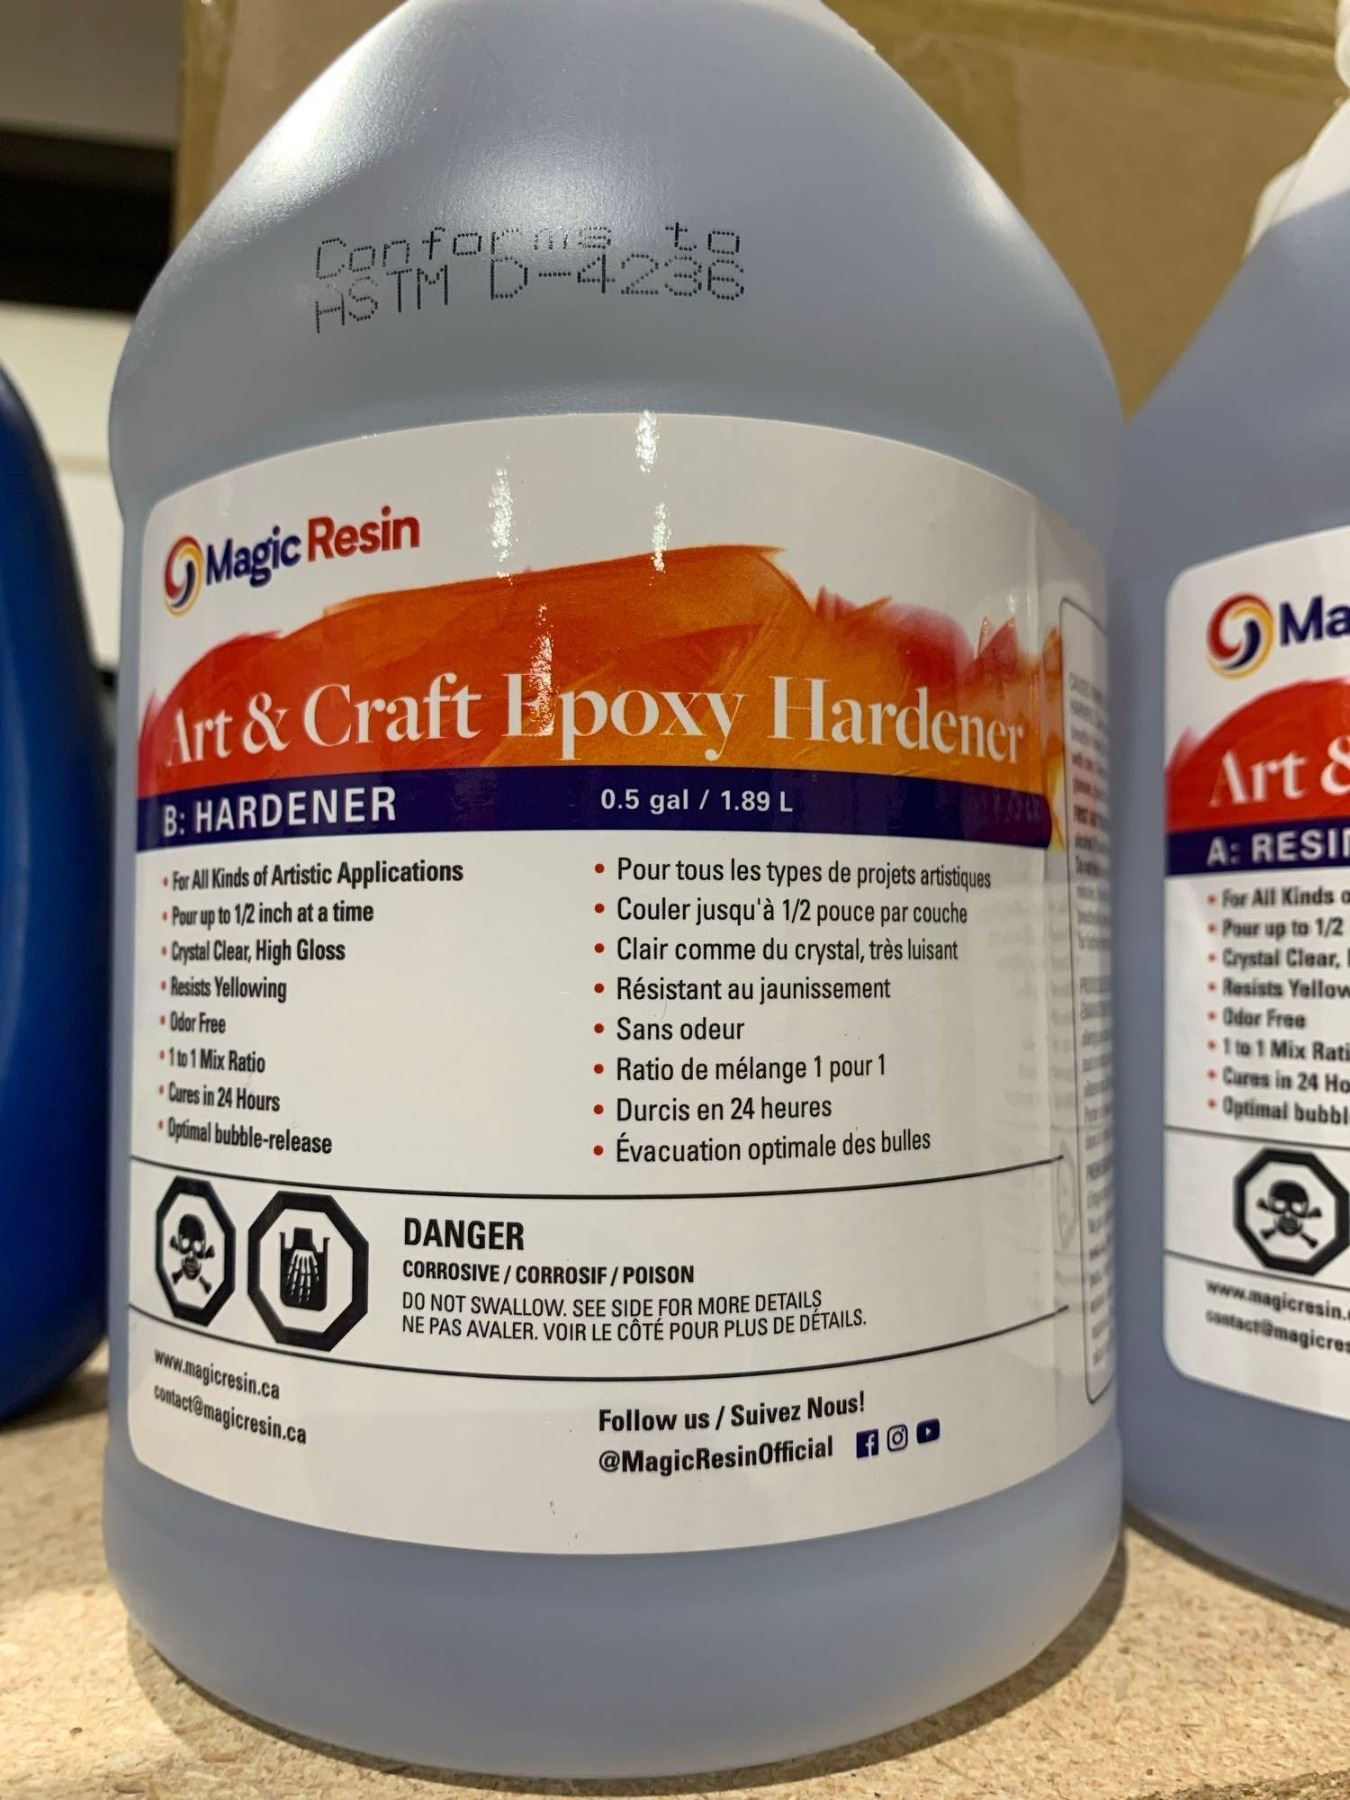 Conforms to
ASTM D-4236
Magic Resin
Art & Craft Epoxy Hardener
B: HARDENER
0.5 gal / 1.89 L
• For All Kinds of Artistic Applications
• Pour up to 1/2 inch at a time
• Crystal Clear, High Gloss
• Resists Yellowing
• Odor Free
• 1 to 1 Mix Ratio
• Cures in 24 Hours
• Optimal bubble-release
• Pour tous les types de projets artistiques
• Couler jusqu'à 1/2 pouce par couche
• Clair comme du crystal, très luisant
• Résistant au jaunissement
• Sans odeur
• Ratio de mélange 1 pour 1
• Durcis en 24 heures
• Évacuation optimale des bulles
DANGER
CORROSIVE / CORROSIF / POISON
DO NOT SWALLOW. SEE SIDE FOR MORE DETAILS
NE PAS AVALER. VOIR LE CÔTÉ POUR PLUS DE DÉTAILS.
www.magicresin.ca
contact@magicresin.ca
Follow us / Suivez Nous!
@MagicResinOfficial
Ma
Art &
A: RESIN
• For All Kinds o
• Pour up to 1/2
• Crystal Clear,
• Resists Yellow
• Odor Free
• 1 to 1 Mix Rati
• Cures in 24 Ho
• Optimal bubbl
www.magicresin.
contact@magicres